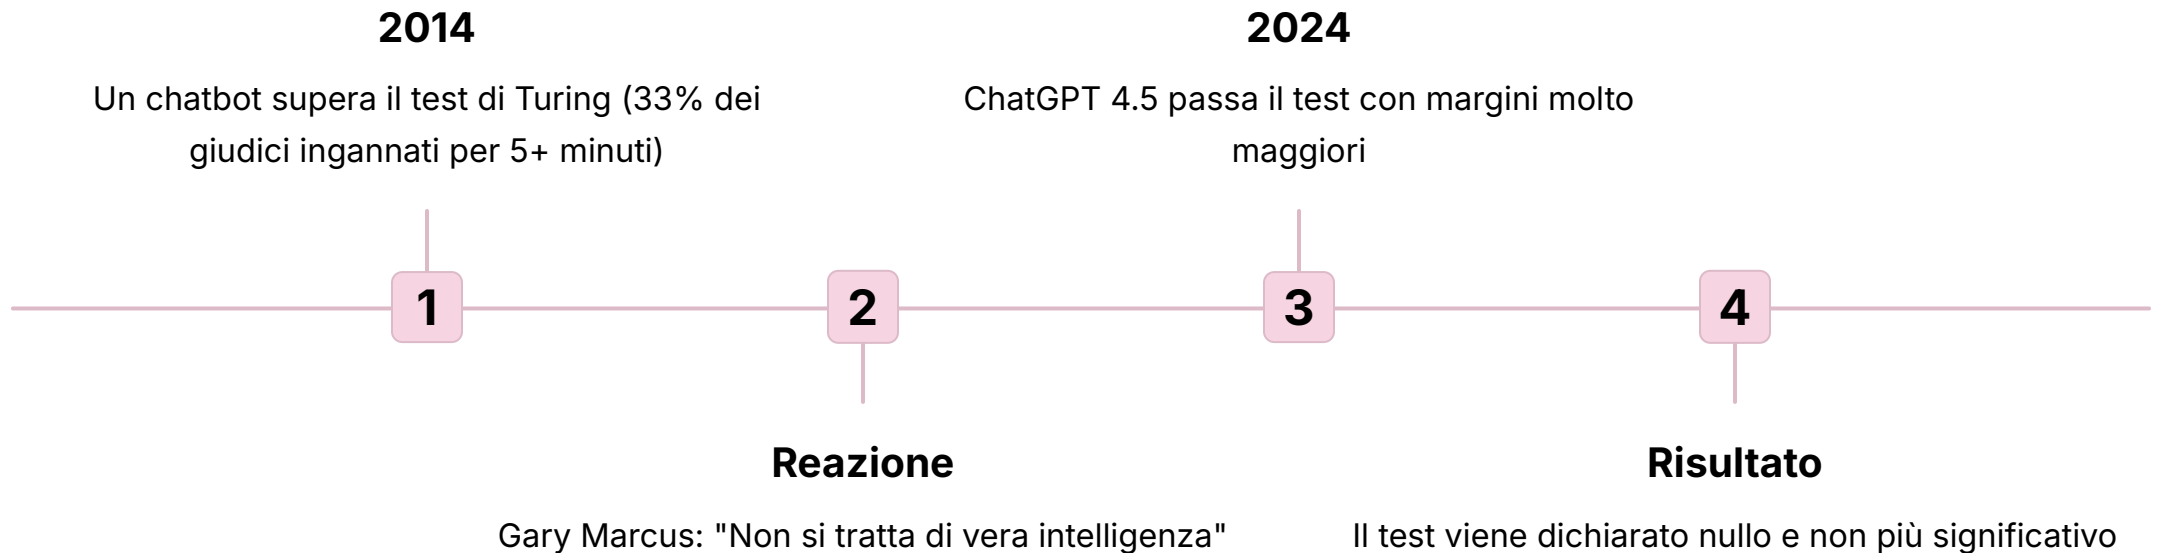 2014
Un chatbot supera il test di Turing (33% dei
giudici ingannati per 5+ minuti)
2024
ChatGPT 4.5 passa il test con margini molto
maggiori
1
2
3
4
Reazione
Gary Marcus: "Non si tratta di vera intelligenza"
Risultato
Il test viene dichiarato nullo e non più significativo